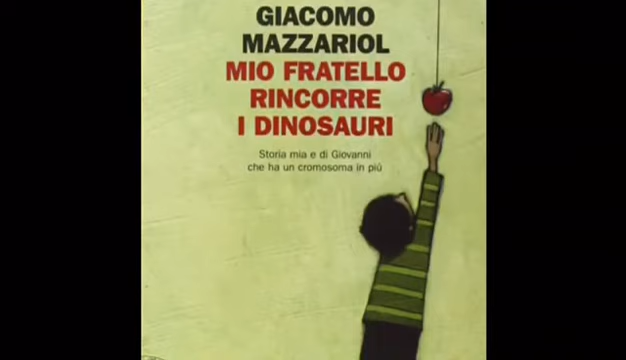 GIACOMO
MAZZARIOL
MIO FRATELLO
RINCORRE
I DINOSAURI
Storia mia e di Giovanni
che ha un cromosoma in più